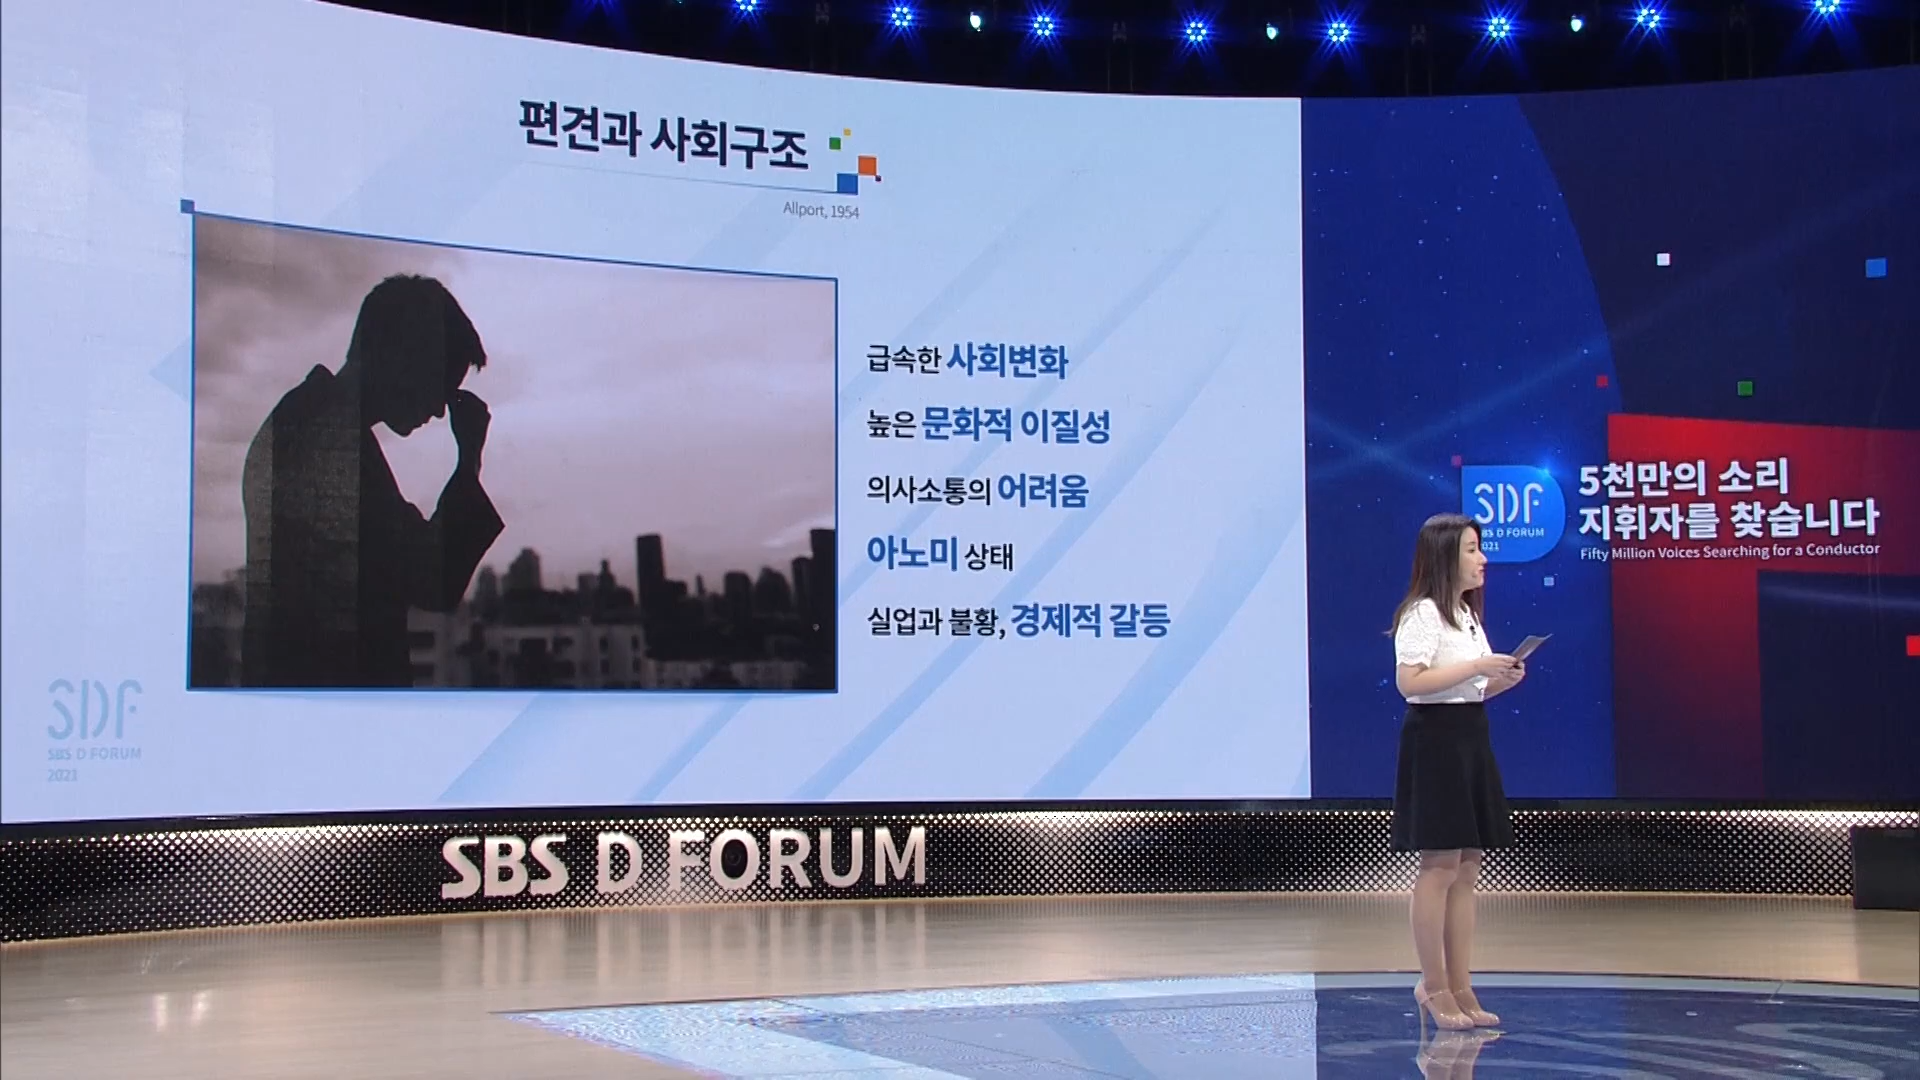 편견과 사회구조
Allport, 1954
급속한 사회변화
높은 문화적 이질성
의사소통의 어려움
아노미 상태
실업과 불황, 경제적 갈등
SDF
SBS D FORUM
2021
SBS D FORUM
SDF
BS D FORUM
021
5천만의 소리
지휘자를 찾습니다
Fifty Million Voices Searching for a Conductor